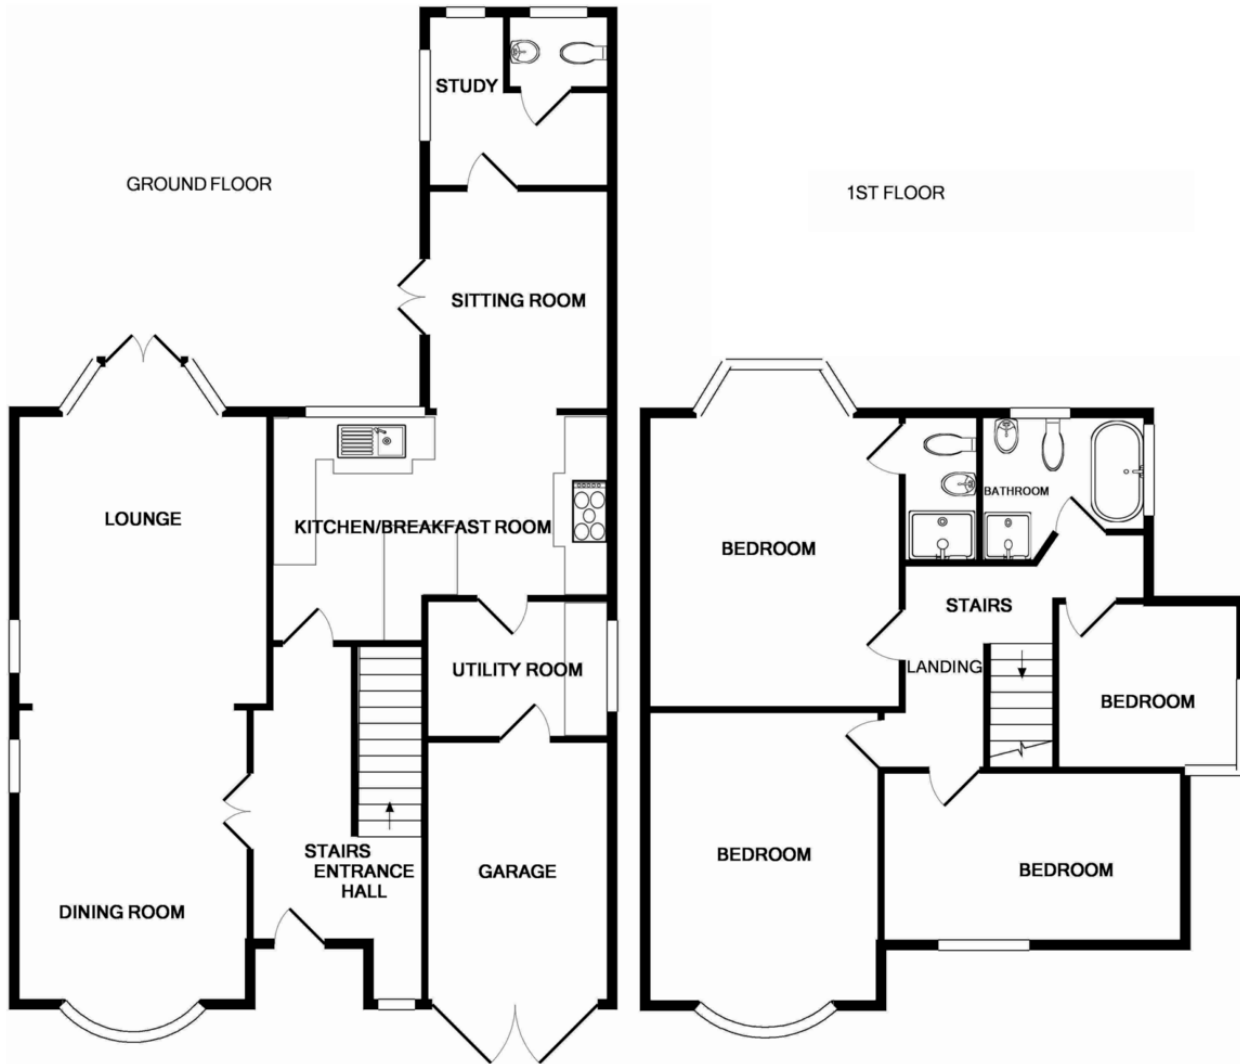 GROUND FLOOR
STUDY
SITTING ROOM
LOUNGE
KITCHEN/BREAKFAST ROOM
UTILITY ROOM
STAIRS
ENTRANCE
HALL
GARAGE
DINING ROOM
1ST FLOOR
BATHROOM
BEDROOM
STAIRS
LANDING
BEDROOM
BEDROOM
BEDROOM